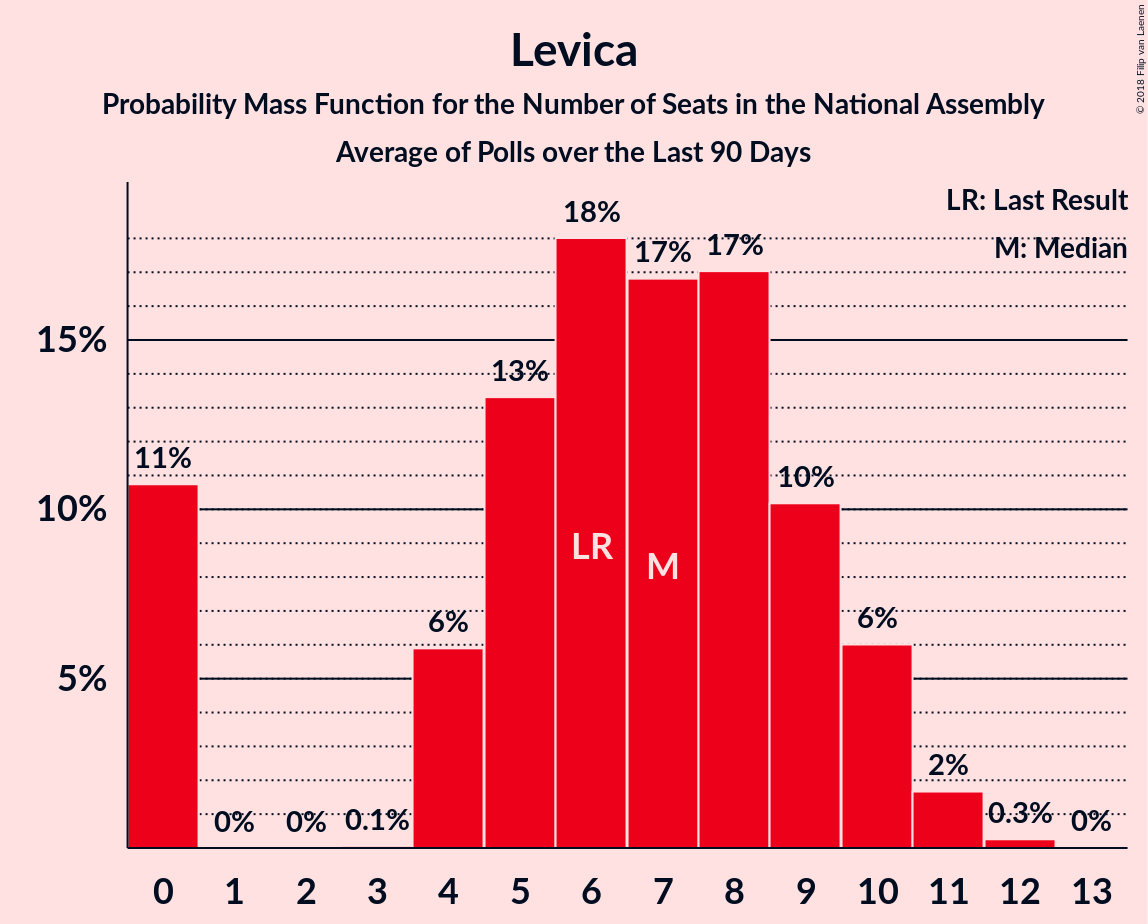 Levica
Probability Mass Function for the Number of Seats in the National Assembly
Average of Polls over the Last 90 Days
© 2018 Filip van Laenen
LR: Last Result
M: Median
18%
17%
17%
15%
13%
11%
10%
10%
LR
M
6%
6%
5%
2%
0%
0%
0.1%
0.3%
0%
0 1 2 3 4 5 6 7 8 9 10 11 12 13